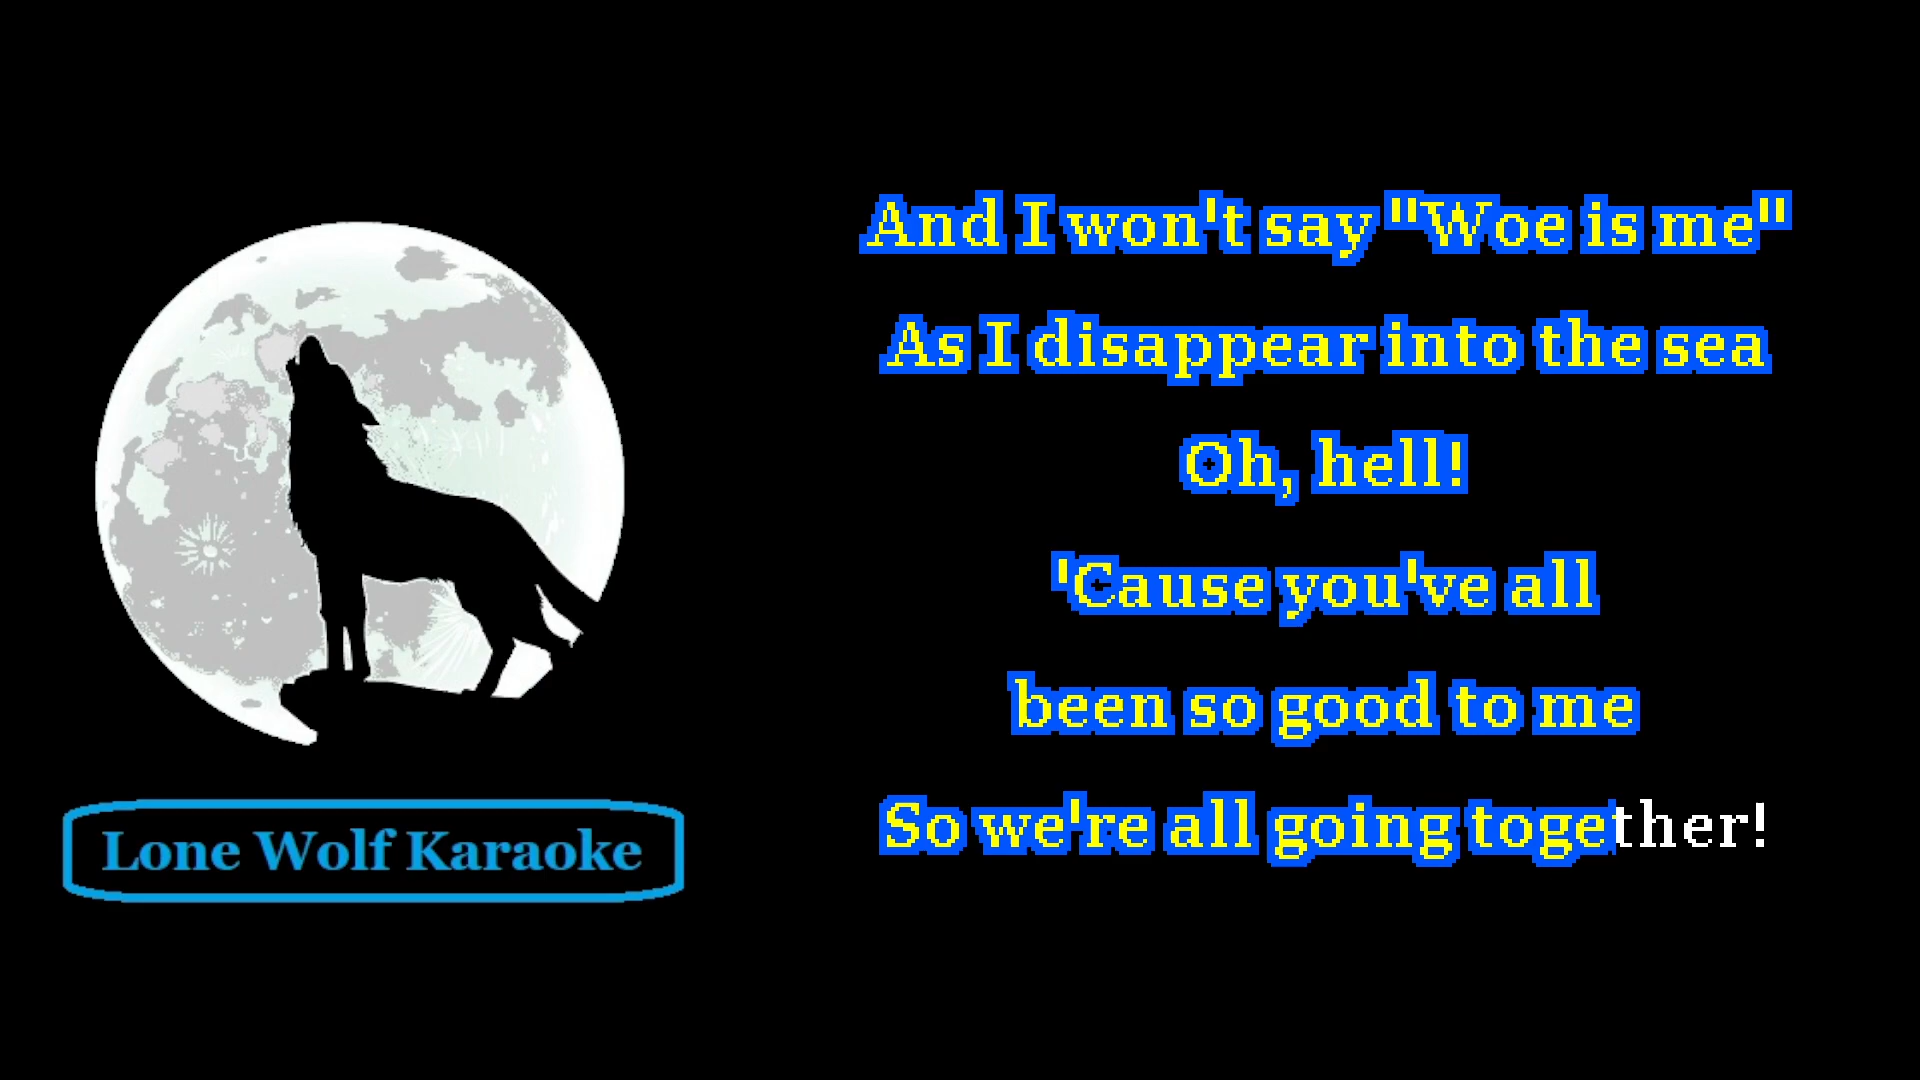 And I won't say "Woe is me"
As I disappear into the sea
Oh, hell!
'Cause you've all
been so good to me
So we're all going together!
Lone Wolf Karaoke